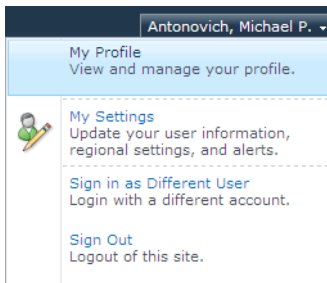 Antonovich, Michael P.
My Profile
View and manage your profile.
My Settings
Update your user information,
regional settings, and alerts.
Sign in as Different User
Login with a different account.
Sign Out
Logout of this site.